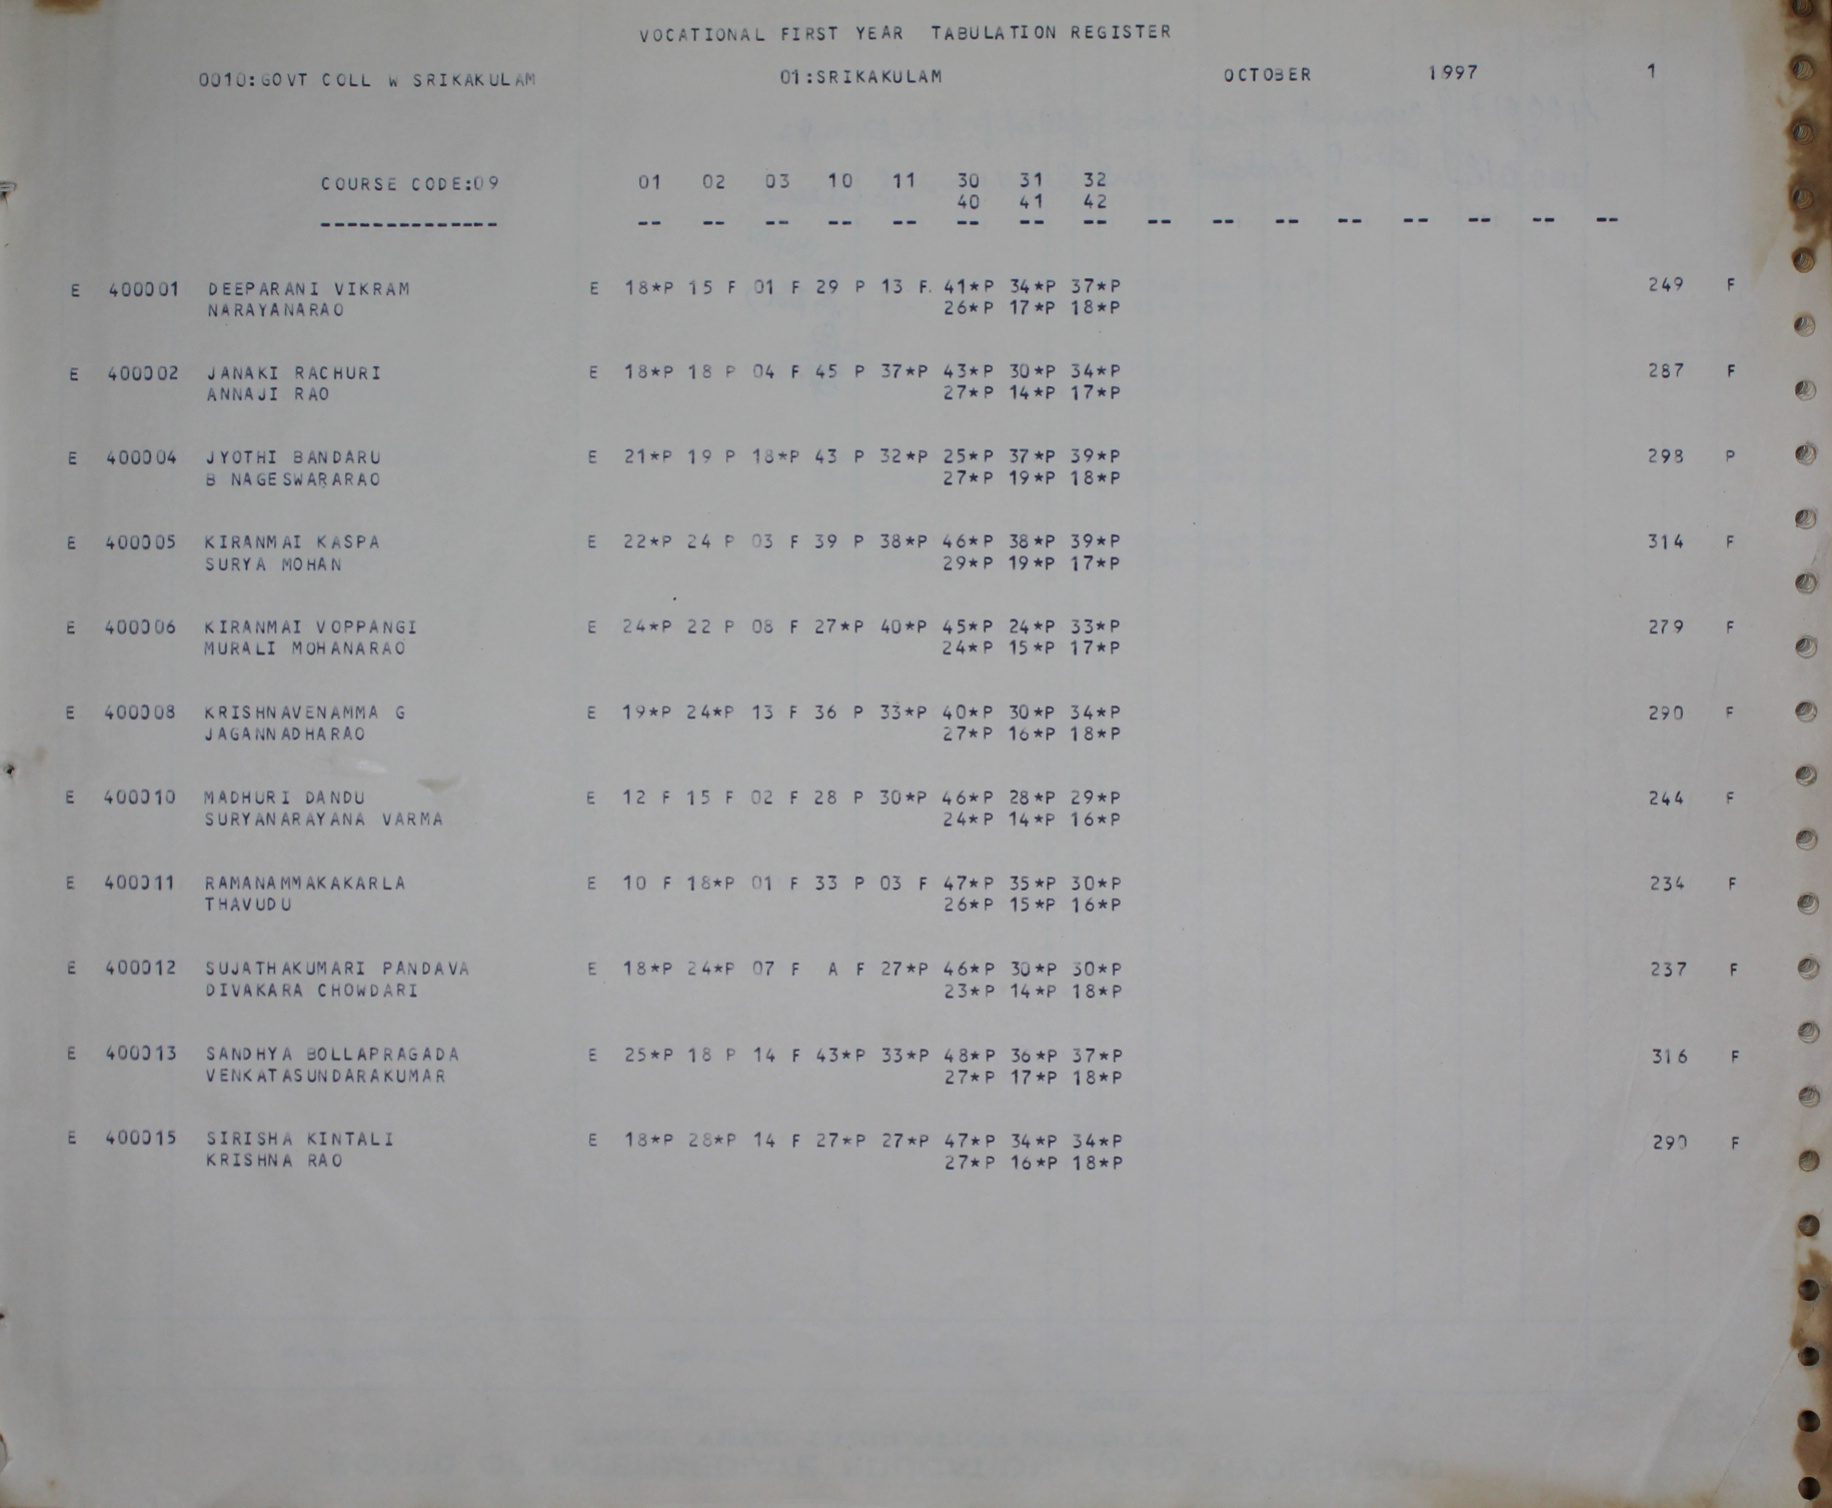 VOCATIONAL FIRST YEAR TABULATION REGISTER
0010:GOVT COLL W SRIKAKULAM 01:SRIKAKULAM OCTOBER 1997 1
COURSE CODE:09 01 02 03 10 11 30 31 32
40 41 42
-------------- -- -- -- -- -- -- -- -- -- -- -- -- -- -- -- --
E 400001 DEEPARANI VIKRAM E 18*P 15 F 01 F 29 P 13 F 41*P 34*P 37*P 249 F
NARAYANARAO 26*P 17*P 18*P
E 400002 JANAKI RACHURI E 18*P 18 P 04 F 45 P 37*P 43*P 30*P 34*P 287 F
ANNAJI RAO 27*P 14*P 17*P
E 400004 JYOTHI BANDARU E 21*P 19 P 18*P 43 P 32*P 25*P 37*P 39*P 298 P
B NAGESWARARAO 27*P 19*P 18*P
E 400005 KIRANMAI KASPA E 22*P 24 P 03 F 39 P 38*P 46*P 38*P 39*P 314 F
SURYA MOHAN 29*P 19*P 17*P
E 400006 KIRANMAI VOPPANGI E 24*P 22 P 08 F 27*P 40*P 45*P 24*P 33*P 279 F
MURALI MOHANARAO 24*P 15*P 17*P
E 400008 KRISHNAVENAMMA G E 19*P 24*P 13 F 36 P 33*P 40*P 30*P 34*P 290 F
JAGANNADHARAO 27*P 16*P 18*P
E 400010 MADHURI DANDU E 12 F 15 F 02 F 28 P 30*P 46*P 28*P 29*P 244 F
SURYANARAYANA VARMA 24*P 14*P 16*P
E 400011 RAMANAMMAKAKARLA E 10 F 18*P 01 F 33 P 03 F 47*P 35*P 30*P 234 F
THAVUDU 26*P 15*P 16*P
E 400012 SUJATHAKUMARI PANDAVA E 18*P 24*P 07 F A F 27*P 46*P 30*P 30*P 237 F
DIVAKARA CHOWDARI 23*P 14*P 18*P
E 400013 SANDHYA BOLLAPRAGADA E 25*P 18 P 14 F 43*P 33*P 48*P 36*P 37*P 316 F
VENKATASUNDARAKUMAR 27*P 17*P 18*P
E 400015 SIRISHA KINTALI E 18*P 28*P 14 F 27*P 27*P 47*P 34*P 34*P 290 F
KRISHNA RAO 27*P 16*P 18*P